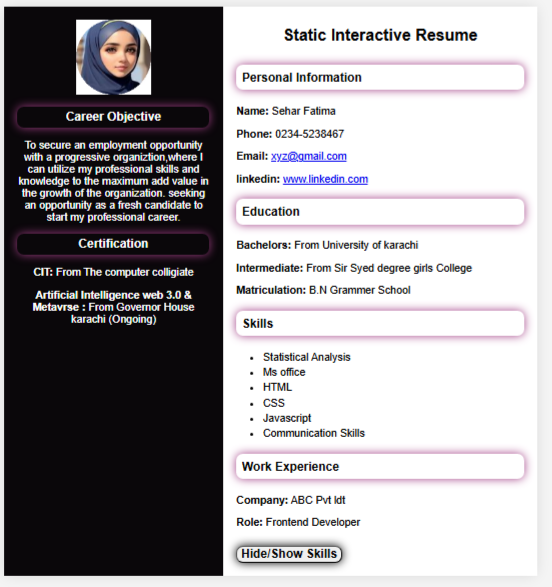 Career Objective
To secure an employment opportunity
with a progressive organiztion,where I
can utilize my professional skills and
knowledge to the maximum add value in
the growth of the organization. seeking
an opportunity as a fresh candidate to
start my professional career.
Certification
CIT: From The computer colligiate
Artificial Intelligence web 3.0 &
Metavrse : From Governor House
karachi (Ongoing)
Static Interactive Resume
Personal Information
Name: Sehar Fatima
Phone: 0234-5238467
Email: xyz@gmail.com
linkedin: www.linkedin.com
Education
Bachelors: From University of karachi
Intermediate: From Sir Syed degree girls College
Matriculation: B.N Grammer School
Skills
• Statistical Analysis
• Ms office
• HTML
• CSS
• Javascript
• Communication Skills
Work Experience
Company: ABC Pvt ldt
Role: Frontend Developer
Hide/Show Skills